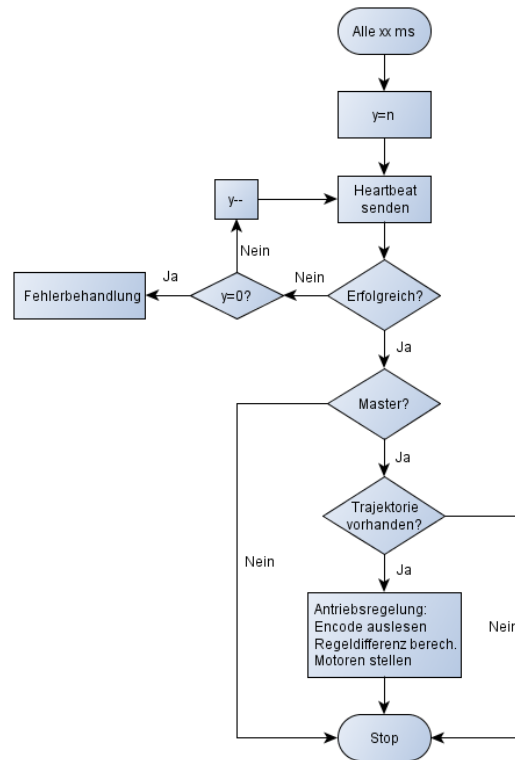 Alle xx ms
y=n
Heartbeat
senden
y--
Nein
Ja
Fehlerbehandlung
y=0?
Nein
Erfolgreich?
Ja
Master?
Ja
Trajektorie
vorhanden?
Nein
Ja
Antriebsregelung:
Encode auslesen
Regeldifferenz berech.
Motoren stellen
Nein
Stop